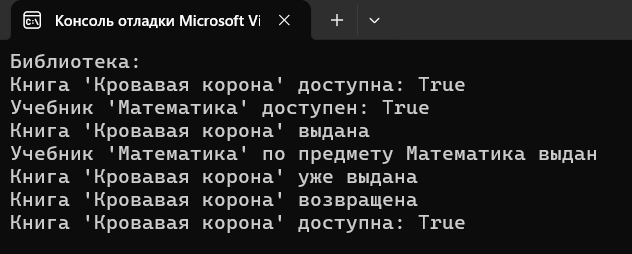 Консоль отладки Microsoft Vi
Библиотека:
Книга 'Кровавая корона' доступна: True
Учебник 'Математика' доступен: True
Книга 'Кровавая корона' выдана
Учебник 'Математика' по предмету Математика выдан
Книга 'Кровавая корона' уже выдана
Книга 'Кровавая корона' возвращена
Книга 'Кровавая корона' доступна: True